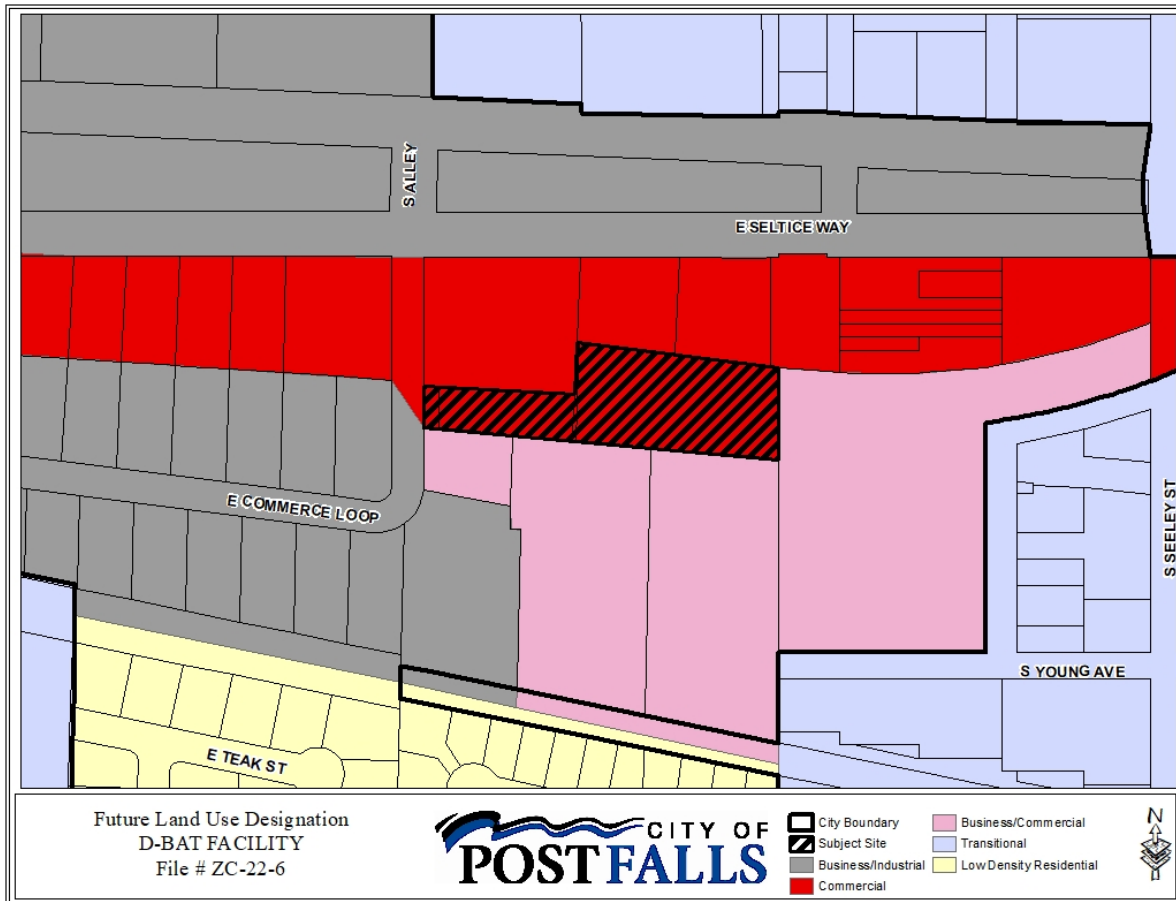 S ALLEY
E SELTICE WAY
E COMMERCE LOOP
S SEELEY ST
S YOUNG AVE
E TEAK ST
Future Land Use Designation
D-BAT FACILITY
File # ZC-22-6
CITY OF
POST FALLS
City Boundary
Subject Site
Business/Industrial
Commercial
Business/Commercial
Transitional
Low Density Residential
N